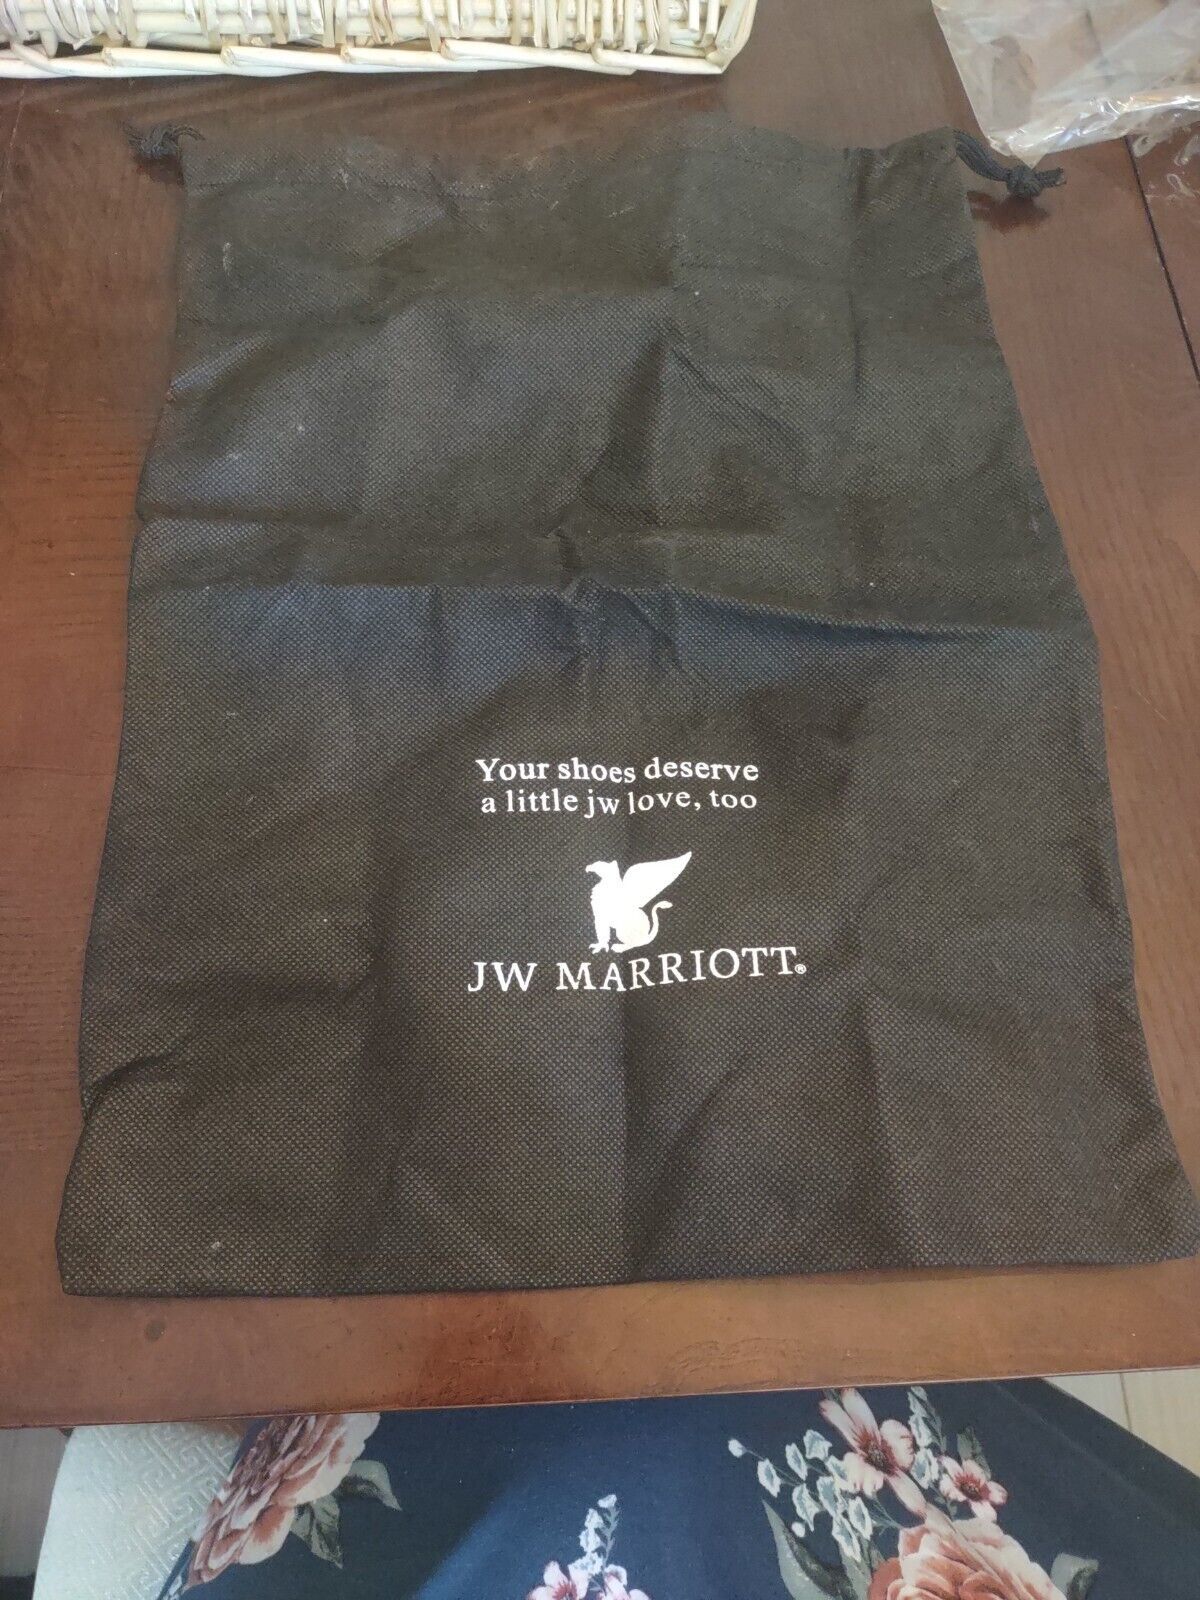 Your shoes deserve
a little jw love, too
JW MARRIOTT®